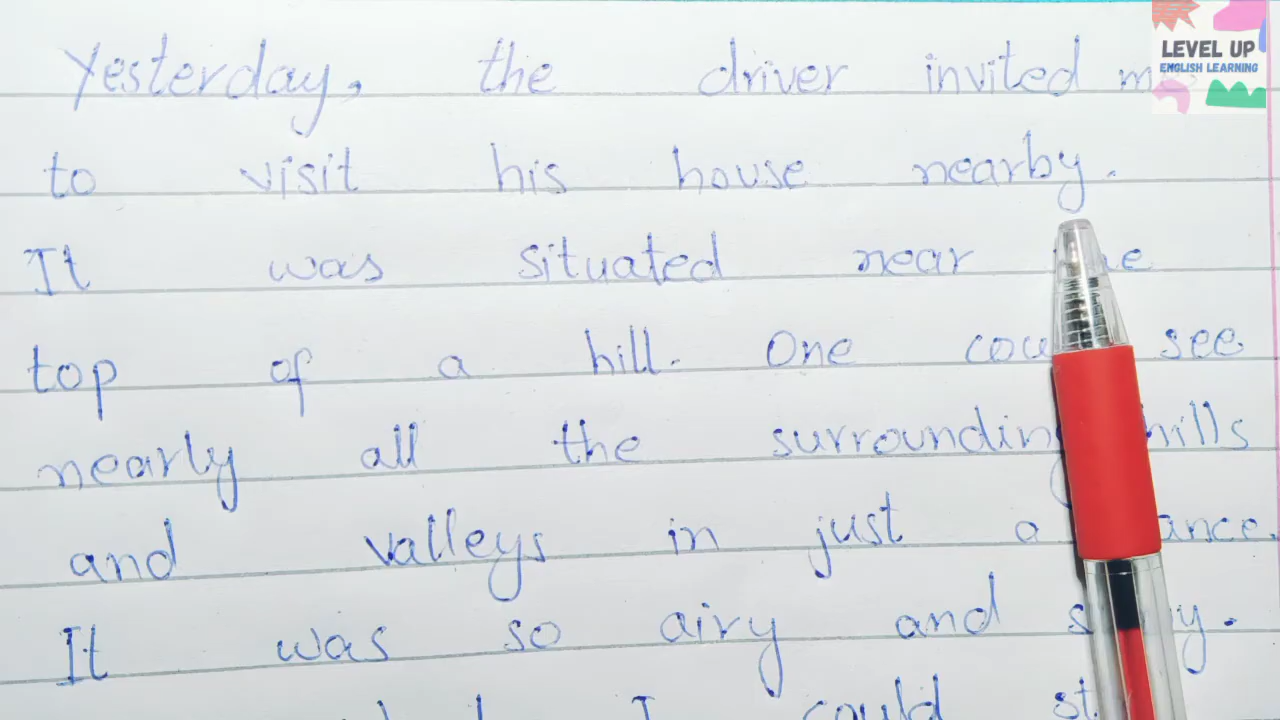 Yesterday, the driver invited
LEVEL UP
ENGLISH LEARNING
to visit his house nearby.
It was situated near
top of a hill. One see
nearly all the surrounding hills
and valleys in just a
It was so airy and
I could